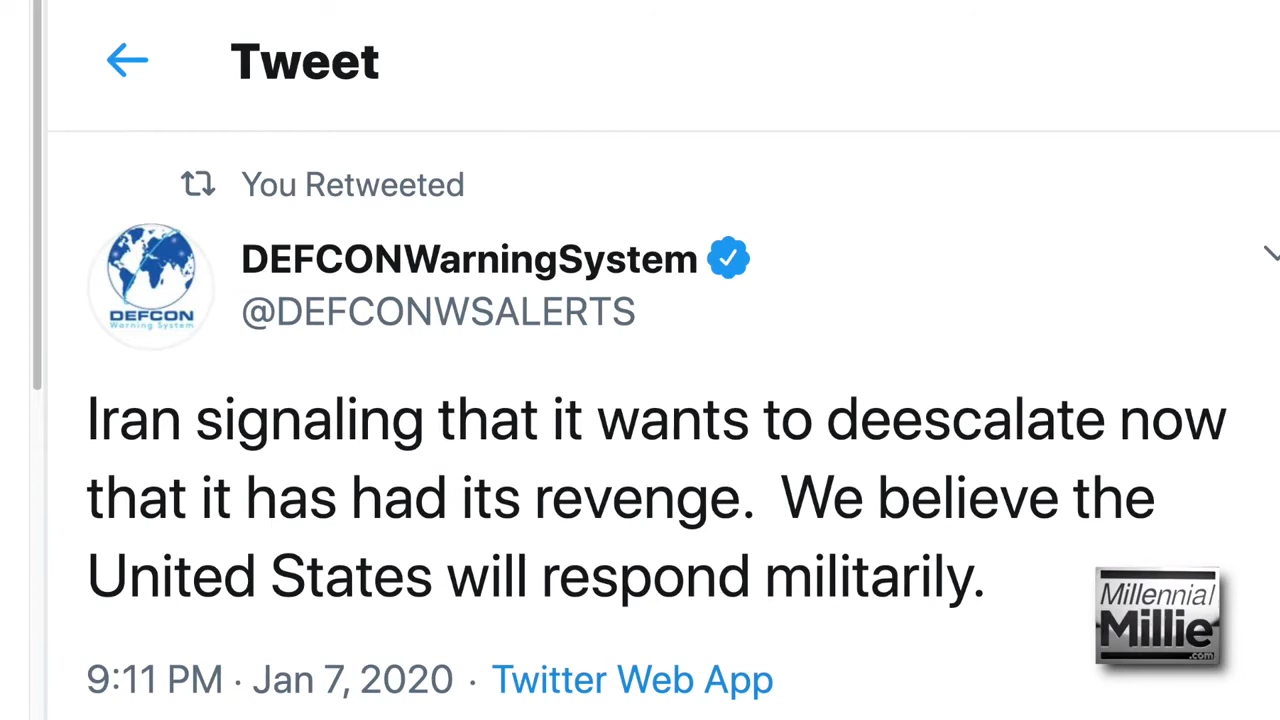 Tweet
You Retweeted
DEFCONWarningSystem
@DEFCONWSALERTS
DEFCON
Warning System
Iran signaling that it wants to deescalate now
that it has had its revenge.  We believe the
United States will respond militarily.
Millennial
Millie
.com
9:11 PM · Jan 7, 2020 · Twitter Web App